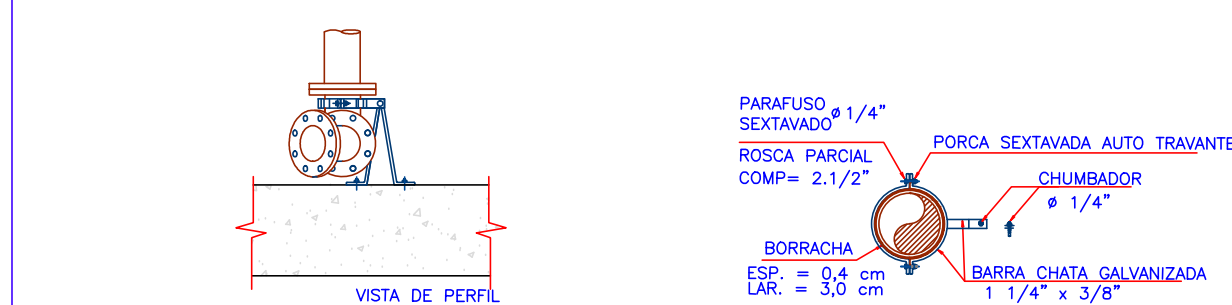 VISTA DE PERFIL
PARAFUSO
SEXTAVADO ø 1/4"
ROSCA PARCIAL
COMP= 2.1/2"
PORCA SEXTAVADA AUTO TRAVANTE
CHUMBADOR
ø 1/4"
BORRACHA
ESP. = 0,4 cm
LAR. = 3,0 cm
BARRA CHATA GALVANIZADA
1 1/4" x 3/8"